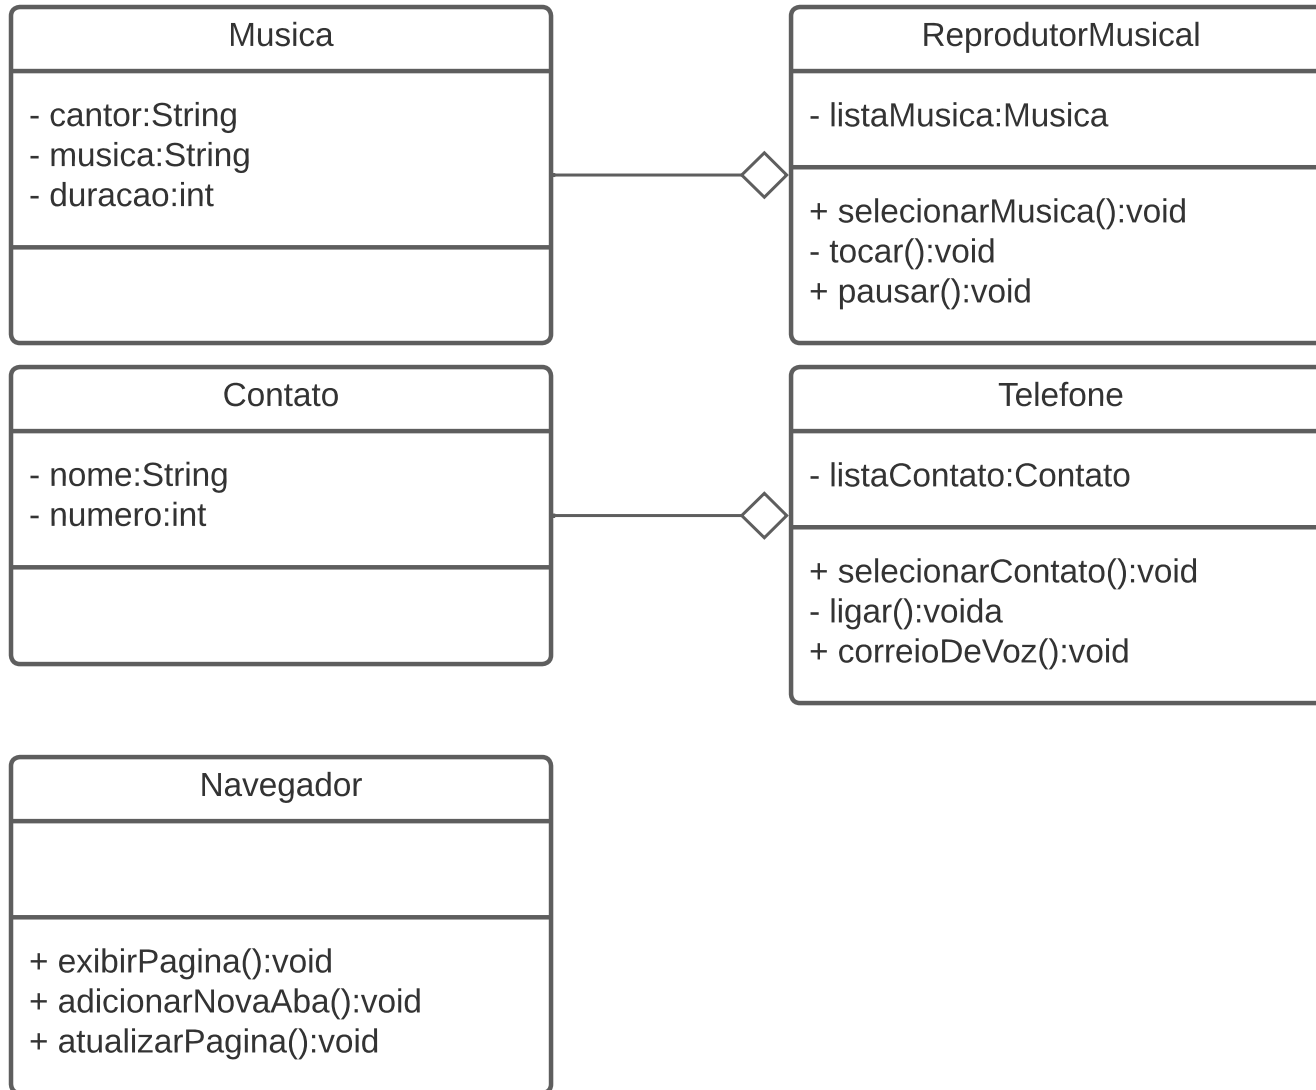 Musica
- cantor:String
- musica:String
- duracao:int
ReprodutorMusical
- listaMusica:Musica
+ selecionarMusica():void
- tocar():void
+ pausar():void
Contato
- nome:String
- numero:int
Telefone
- listaContato:Contato
+ selecionarContato():void
- ligar():voida
+ correioDeVoz():void
Navegador
+ exibirPagina():void
+ adicionarNovaAba():void
+ atualizarPagina():void